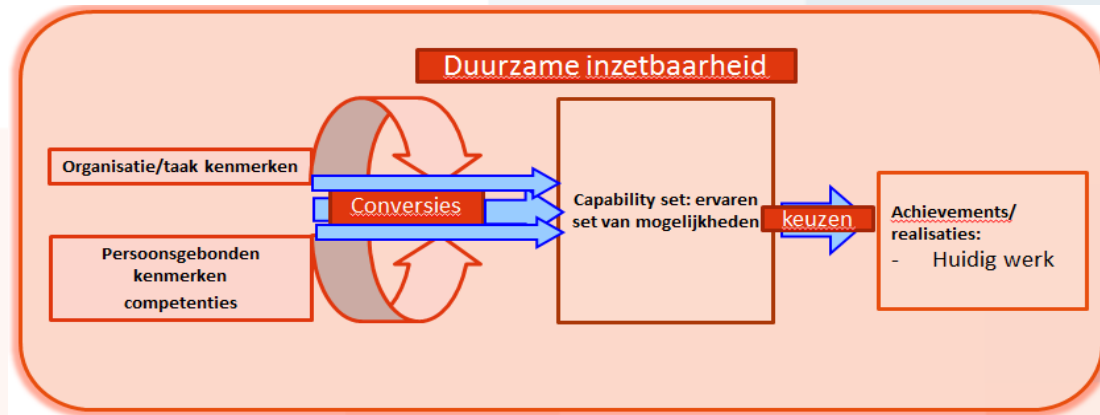 Duurzame inzetbaarheid
Organisatie/taak kenmerken
Persoonsgebonden
kenmerken
competenties
Conversies
Capability set: ervaren
set van mogelijkheden
keuzen
Achievements/
realisaties:
- Huidig werk